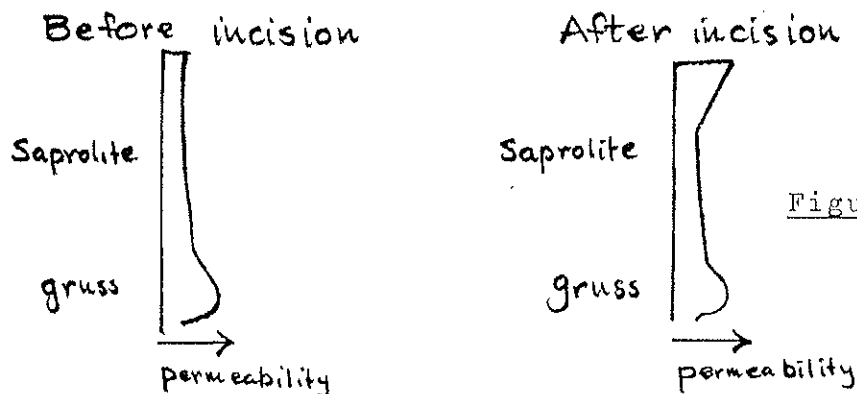 Before incision
After incision
Saprolite
Saprolite
Figu
gruss
gruss
permeability
permeability